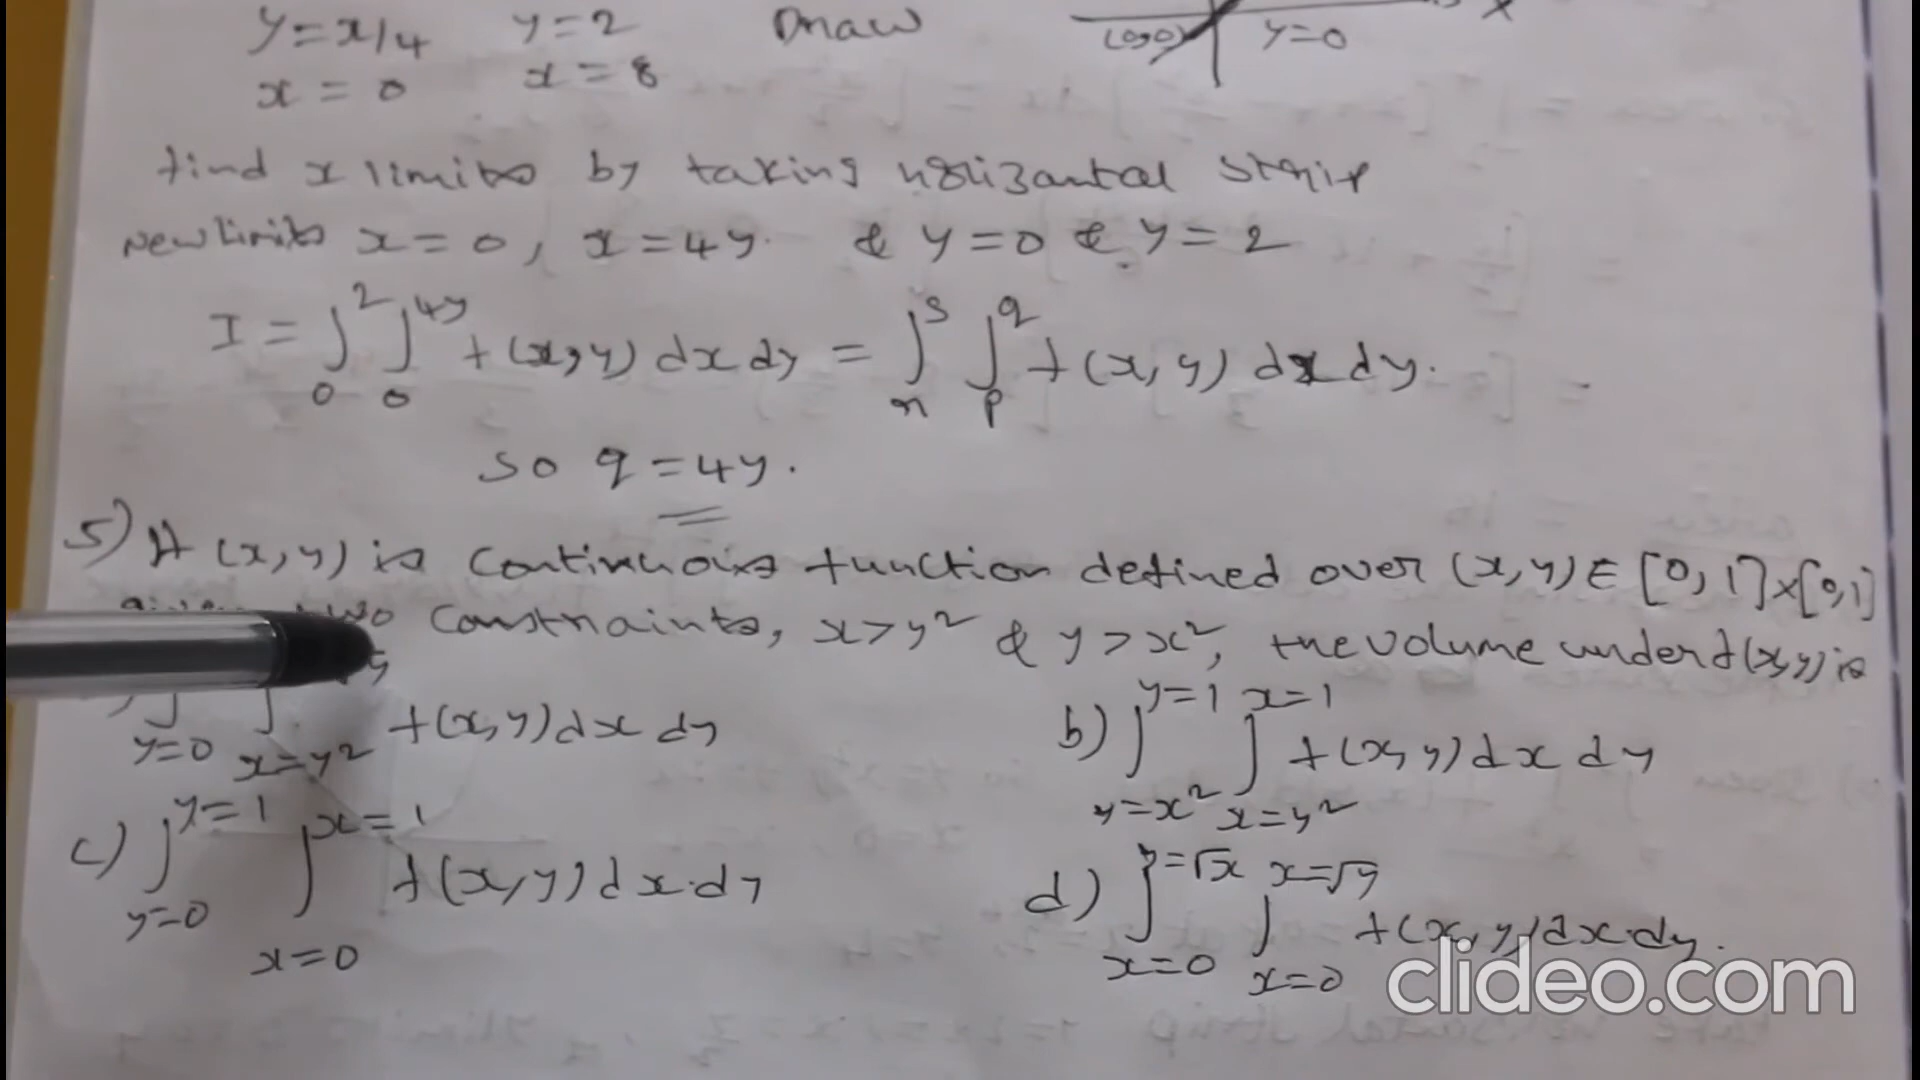 y=x/4 y=2 Draw (0,0) y=0 X
x=0 x=8
find x limits by taking horizantal strip
New limits x=0, x=4y & y=0 & y=2
I = ∫₀² ∫₀^4y f(x,y) dx dy = ∫_r^s ∫_p^q f(x,y) dx dy.
so q=4y.
5) If (x,y) is continuous function defined over (x,y)∈[0,1]×[0,1]
two constraints, x>y² & y>x², the volume under f(x,y) is
∫_{y=0} ∫_{x=y²} f(x,y) dx dy b) ∫_{y=x²}^{y=1} ∫_{x=y²}^{x=1} f(x,y) dx dy
c) ∫_{y=0}^{y=1} ∫_{x=0}^{x=1} f(x,y) dx.dy d) ∫_{x=0}^{y=√x} ∫_{x=0}^{x=√y} f(x,y) dx.dy.
clideo.com